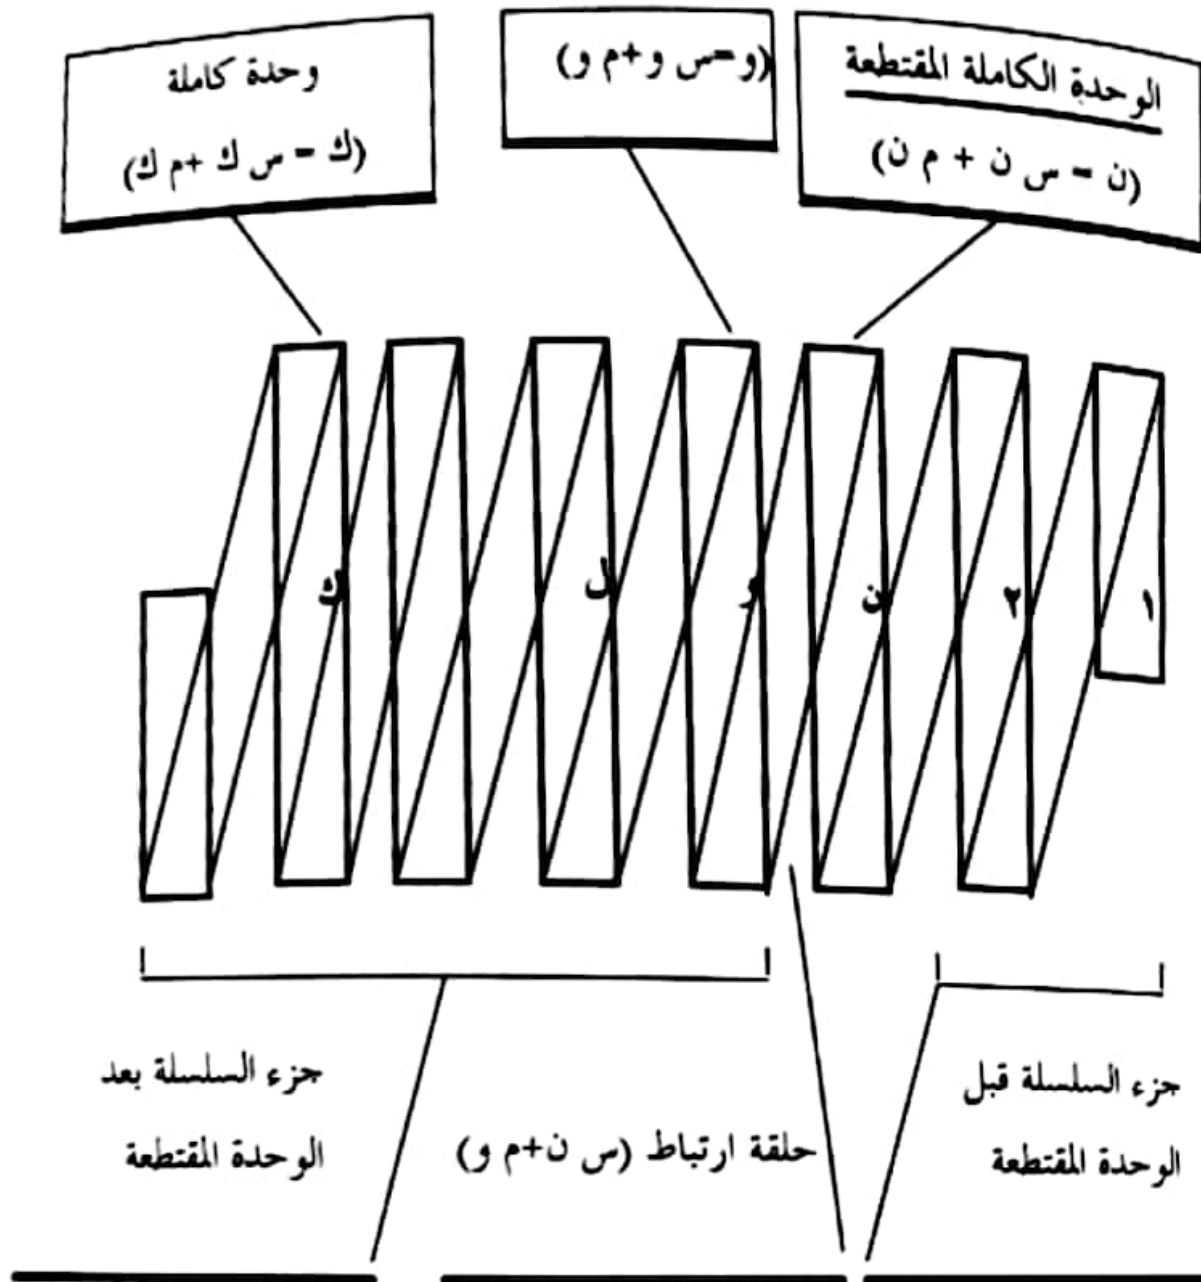 الوحدة الكاملة المقتطعة
(ن = س ن + م ن)
(و=س و+م و)
وحدة كاملة
(ك = س ك +م ك)
١
٢
ن
و
ل
ك
جزء السلسلة قبل
الوحدة المقتطعة
حلقة ارتباط (س ن+م و)
جزء السلسلة بعد
الوحدة المقتطعة